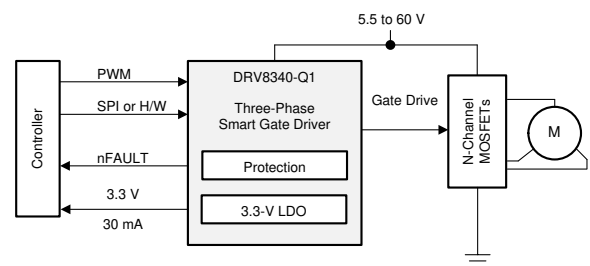 5.5 to 60 V
PWM
DRV8340-Q1
SPI or H/W
Three-Phase
Smart Gate Driver
Gate Drive
Controller
N-Channel
MOSFETs
M
nFAULT
Protection
3.3 V
3.3-V LDO
30 mA